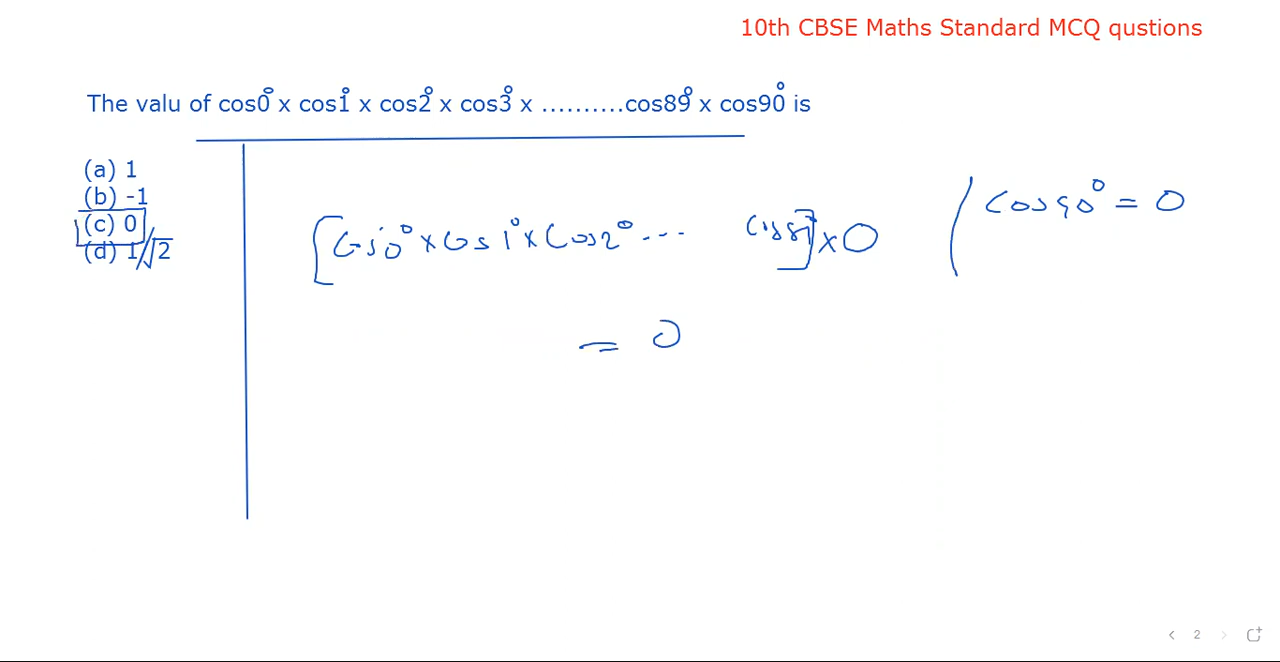 10th CBSE Maths Standard MCQ qustions
The valu of cos0° x cos1° x cos2° x cos3° x ..........cos89° x cos90° is
(a) 1
(b) -1
(c) 0
(d) 1/√2
[cos0° × cos1° × cos2° --- cos89°] × 0
cos90° = 0
= 0
2